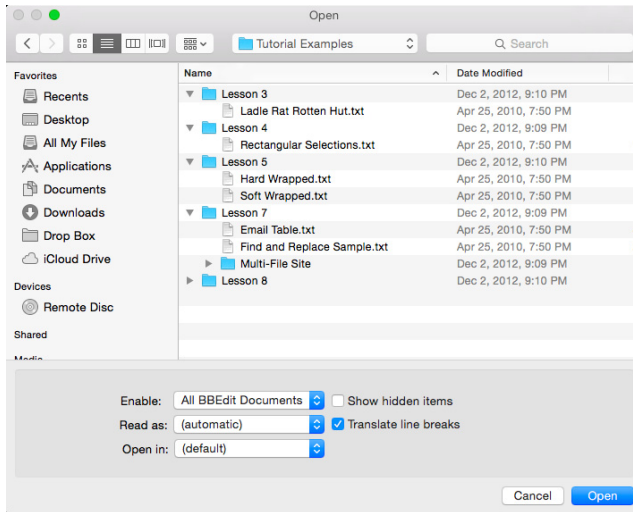 Open
Tutorial Examples
Search
Favorites
Recents
Desktop
All My Files
Applications
Documents
Downloads
Drop Box
iCloud Drive
Devices
Remote Disc
Shared
Media
Name Date Modified
Lesson 3 Dec 2, 2012, 9:10 PM
Ladle Rat Rotten Hut.txt Apr 25, 2010, 7:50 PM
Lesson 4 Dec 2, 2012, 9:09 PM
Rectangular Selections.txt Apr 25, 2010, 7:50 PM
Lesson 5 Dec 2, 2012, 9:10 PM
Hard Wrapped.txt Apr 25, 2010, 7:50 PM
Soft Wrapped.txt Apr 25, 2010, 7:50 PM
Lesson 7 Dec 2, 2012, 9:09 PM
Email Table.txt Apr 25, 2010, 7:50 PM
Find and Replace Sample.txt Apr 25, 2010, 7:50 PM
Multi-File Site Dec 2, 2012, 9:09 PM
Lesson 8 Dec 2, 2012, 9:10 PM
Enable: All BBEdit Documents Show hidden items
Read as: (automatic) Translate line breaks
Open in: (default)
Cancel Open